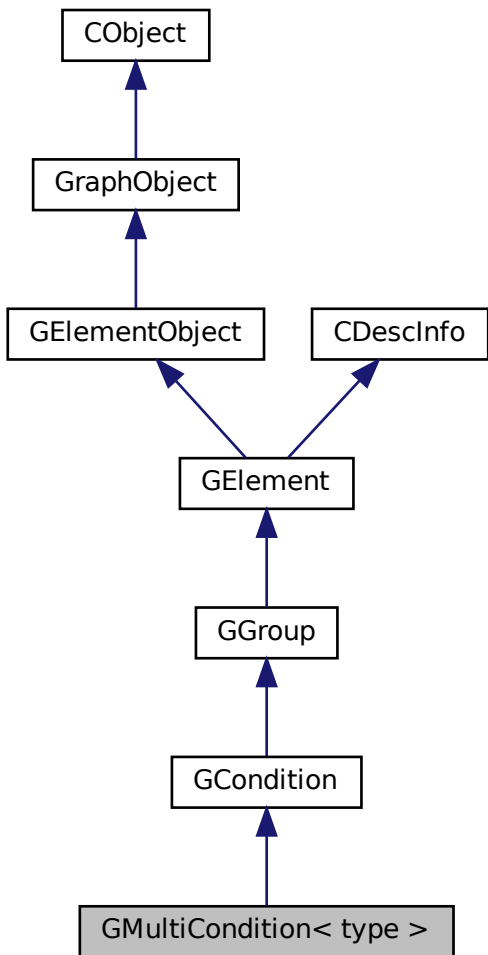 CObject
GraphObject
GElementObject
CDescInfo
GElement
GGroup
GCondition
GMultiCondition< type >